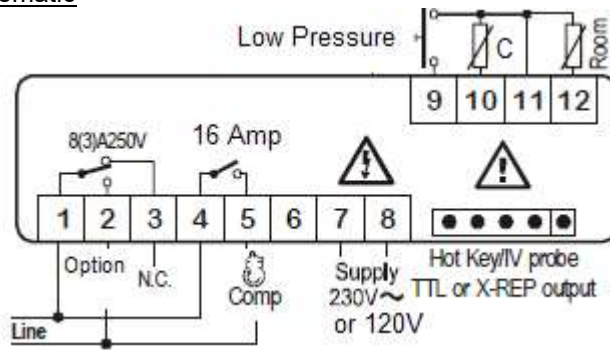 Low Pressure
C
Room
9 10 11 12
8(3)A250V
16 Amp
1 2 3 4 5 6 7 8
Option
N.C.
Comp
Supply
230V~
or 120V
Hot Key/IV probe
TTL or X-REP output
Line